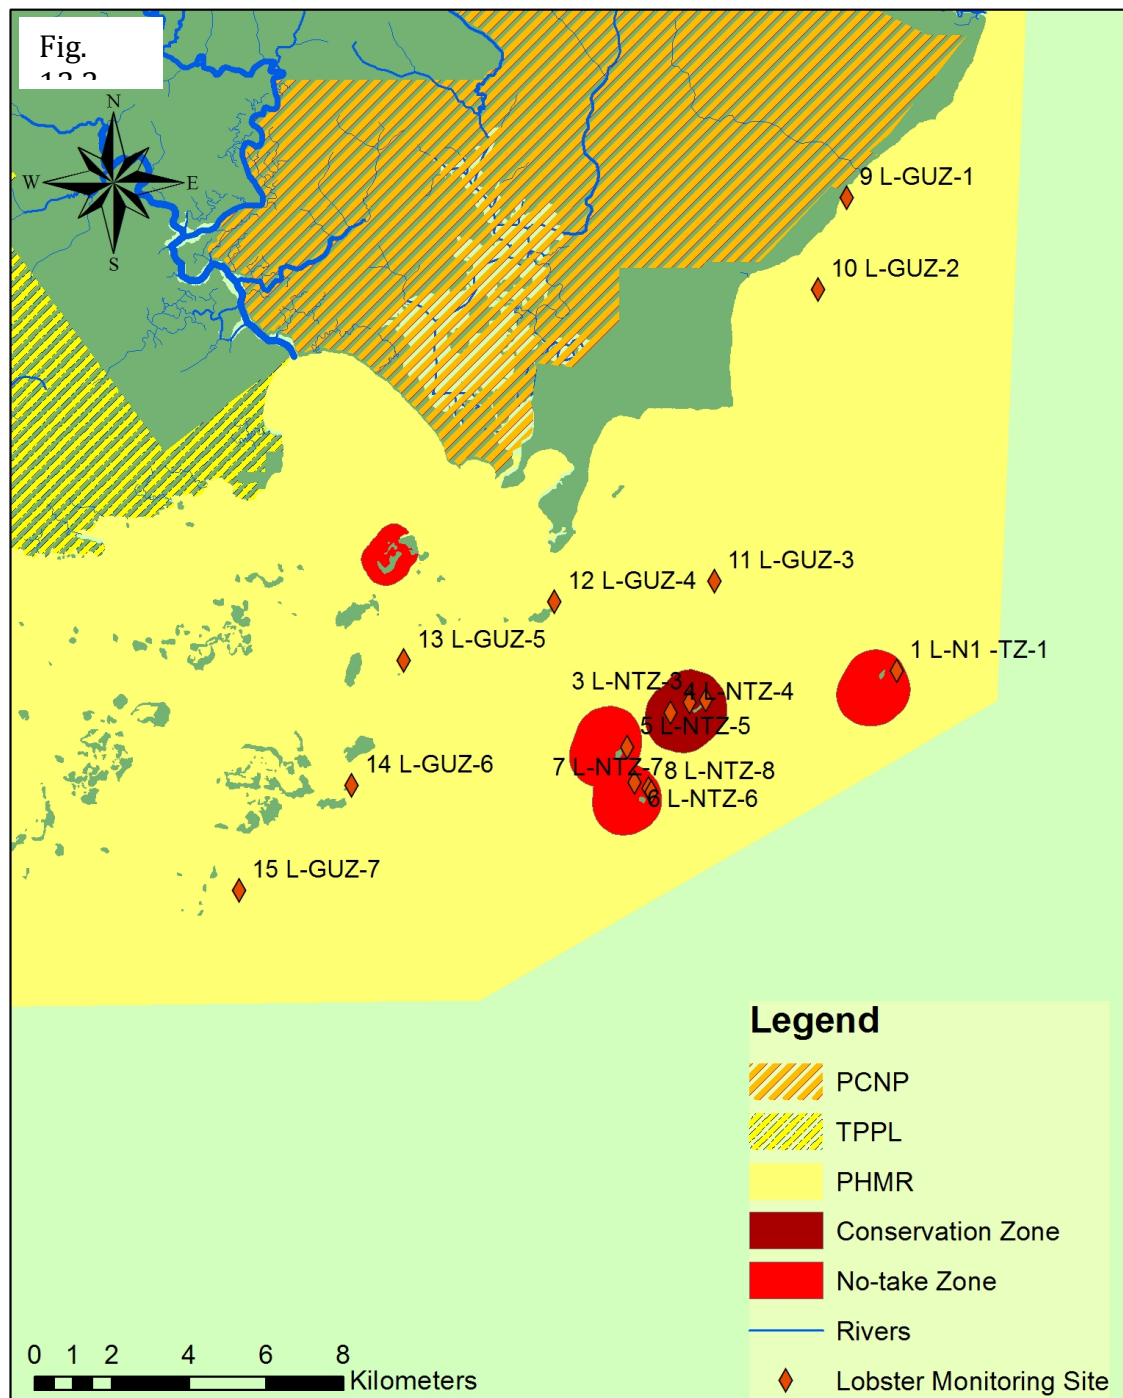 Fig.
N
W
E
S
9 L-GUZ-1
10 L-GUZ-2
11 L-GUZ-3
12 L-GUZ-4
13 L-GUZ-5
1 L-N1 -TZ-1
3 L-NTZ-3
4 L-NTZ-4
5 L-NTZ-5
7 L-NTZ-7
8 L-NTZ-8
6 L-NTZ-6
14 L-GUZ-6
15 L-GUZ-7
Legend
PCNP
TPPL
PHMR
Conservation Zone
No-take Zone
Rivers
Lobster Monitoring Site
0 1 2 4 6 8
Kilometers